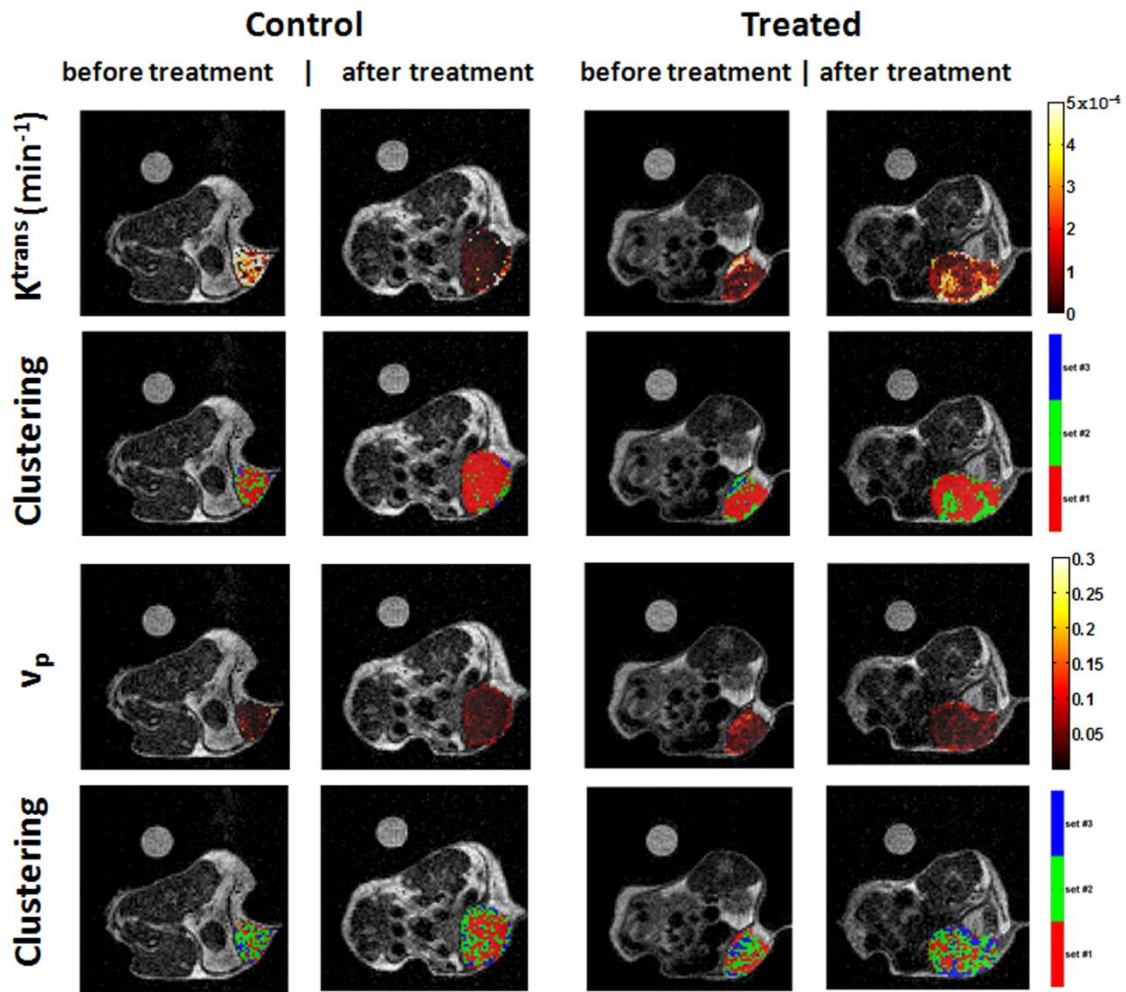 Control Treated
before treatment | after treatment before treatment | after treatment
K^trans (min^-1)
5x10^-4
4
3
2
1
0
Clustering
set #3
set #2
set #1
v_p
0.3
0.25
0.2
0.15
0.1
0.05
Clustering
set #3
set #2
set #1